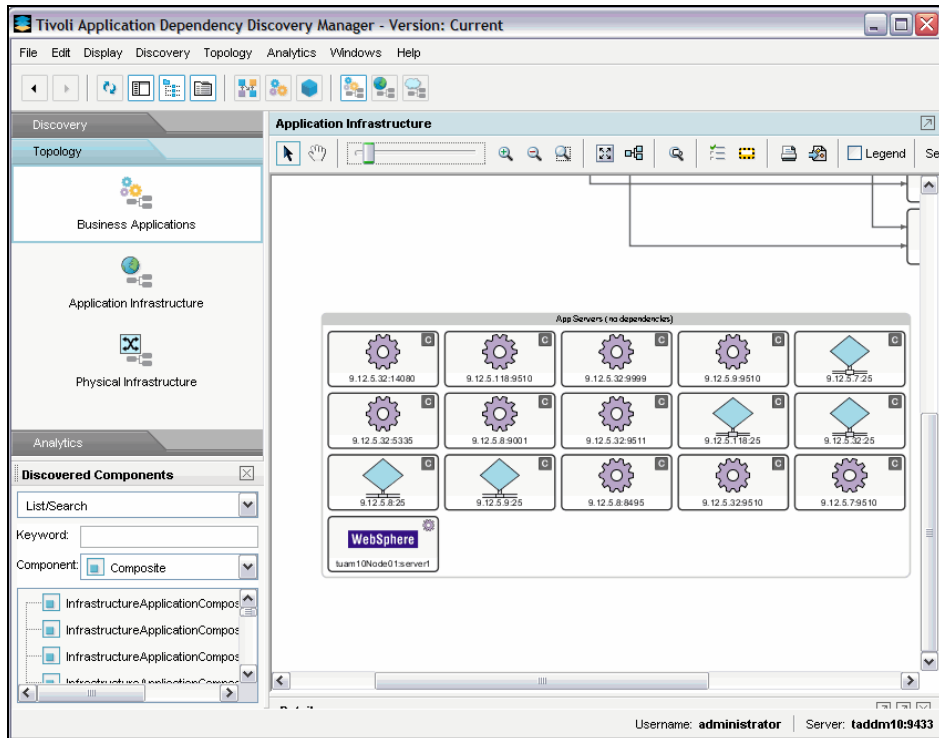 Tivoli Application Dependency Discovery Manager - Version: Current
File Edit Display Discovery Topology Analytics Windows Help
Discovery
Topology
Business Applications
Application Infrastructure
Physical Infrastructure
Analytics
Discovered Components
List/Search
Keyword:
Component: Composite
InfrastructureApplicationCompos
InfrastructureApplicationCompos
InfrastructureApplicationCompos
InfrastructureApplicationCompos
Application Infrastructure
Legend Se
App Servers (no dependencies)
C C C C C
9.12.5.32:14080 9.12.5.118:9510 9.12.5.32:9999 9.12.5.9:9510 9.12.5.7:25
C C C C C
9.12.5.32:5335 9.12.5.8:9001 9.12.5.32:9511 9.12.5.118:25 9.12.5.32:25
C C C C C
9.12.5.8:25 9.12.5.9:25 9.12.5.8:8495 9.12.5.32:9510 9.12.5.7:9510
WebSphere
tuam10Node01:server1
Username: administrator Server: taddm10:9433